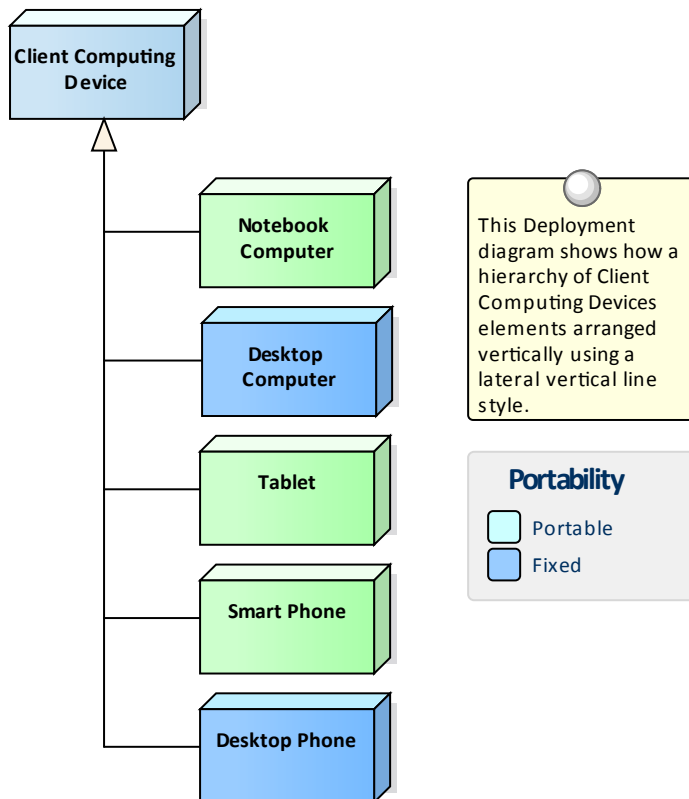 Client Computing
Device
Notebook
Computer
Desktop
Computer
Tablet
Smart Phone
Desktop Phone
This Deployment
diagram shows how a
hierarchy of Client
Computing Devices
elements arranged
vertically using a
lateral vertical line
style.
Portability
Portable
Fixed